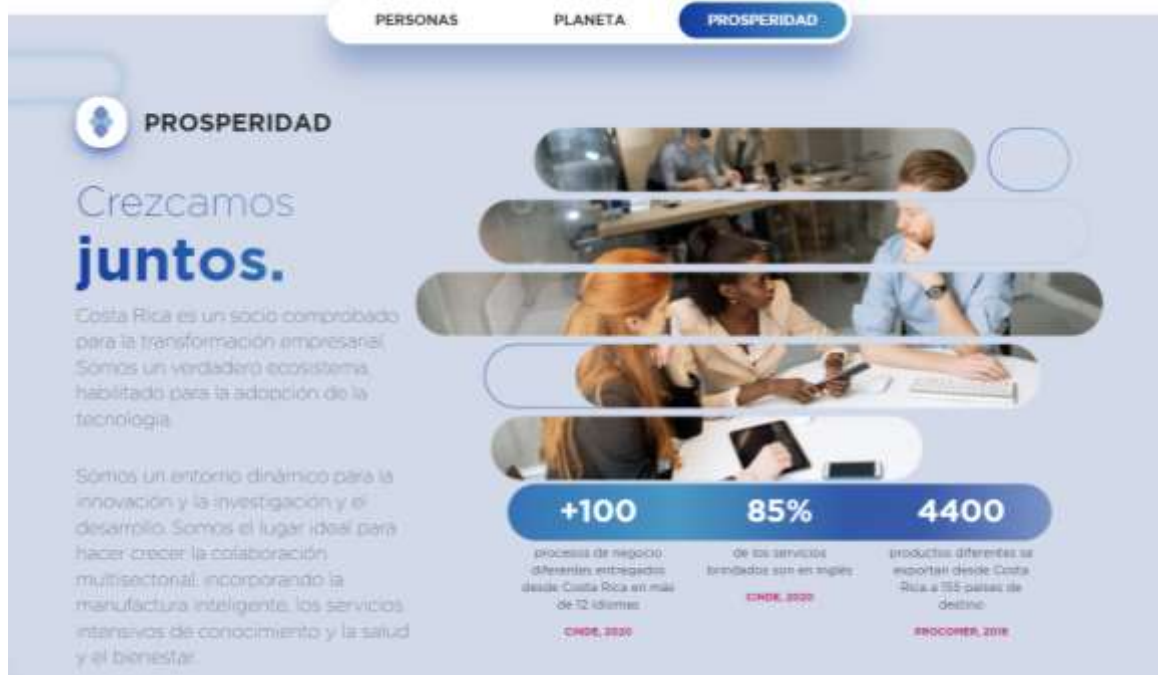 PERSONAS
PLANETA
PROSPERIDAD
PROSPERIDAD
Crezcamos
juntos.
Costa Rica es un socio comprobado
para la transformación empresarial.
Somos un verdadero ecosistema
habilitado para la adopción de la
tecnología.
Somos un entorno dinámico para la
innovación y la investigación y el
desarrollo. Somos el lugar ideal para
hacer crecer la colaboración
multisectorial, incorporando la
manufactura inteligente, los servicios
intensivos de conocimiento y la salud
y el bienestar.
+100
procesos de negocio
diferentes entregados
desde Costa Rica en más
de 12 idiomas
CINDE, 2020
85%
de los servicios
brindados son en inglés
CINDE, 2020
4400
productos diferentes se
exportan desde Costa
Rica a 155 países de
destino
PROCOMER, 2018